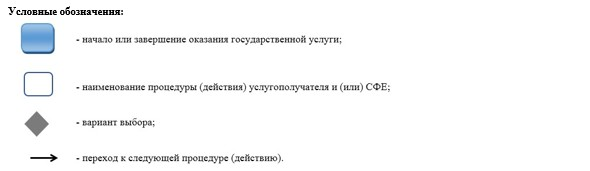 Условные обозначения:
- начало или завершение оказания государственной услуги;
- наименование процедуры (действия) услугополучателя и (или) СФЕ;
- вариант выбора;
- переход к следующей процедуре (действию).